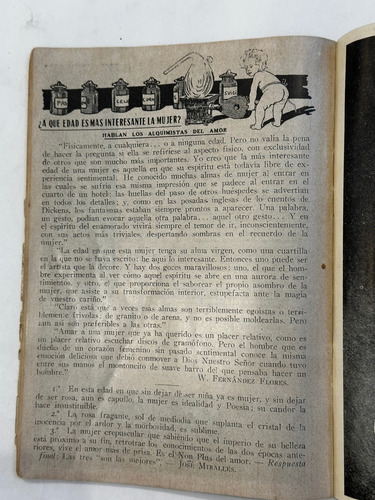 ¿A QUE EDAD ES MAS INTERESANTE LA MUJER?
HABLAN LOS ALQUIMISTAS DEL AMOR
"Físicamente, a cualquiera... o a ninguna edad. Pero no valía la pena
de hacer la pregunta si ella se refiriese al aspecto físico, con exclusividad
de otros que son mucho más importantes. Yo creo que la más interesante
edad de una mujer es aquella en que su espíritu está todavía libre de ex-
periencia sentimental. He conocido muchas almas de mujer al entrar en
las cuales se sufría esa misma impresión que se padece al entrar en el
cuarto de un hotel: las huellas del paso de otros huéspedes se advertían
en todos los detalles; y, como en las posadas inglesas de lo cuentos de
Dickens, los fantasmas estaban siempre prontos a aparecer. Una palabra,
un gesto, podían evocar aquella otra palabra... aquel otro gesto... Y en
el espíritu del enamorado vivirá siempre el temor de ir, inconscientemente,
con sus actos más triviales, despertando sombras en el recuerdo de la
mujer."
"La edad en que esta mujer tenga su alma virgen, como una cuartilla
en la que no se haya escrito: he aquí lo interesante. Entonces uno puede ser
el artista que la decore. Y hay dos goces maravillosos; uno, el que el hom-
bre experimenta al ver cómo aquel espíritu se abre en una aurora de sen-
timientos, y otro, el que proporciona el saborear el propio asombro de la
mujer, que asiste a su transformación interior, estupefacta ante la magia
de vuestro cariño."
"Claro está que a veces esas almas son terriblemente egoístas o terri-
blemente frívolas; de granito o de arena, y no es posible moldearlas. Pero
aun así son preferibles a las otras."
"Amar a una mujer que ya ha querido es un placer relativo, como es
un placer relativo escuchar discos de gramófono. Pero el hombre que es
dueño de un corazón femenino sin pasado sentimental conoce la misma
emoción deliciosa que debió conmover a Dios Nuestro Señor cuando tuvo
entre sus manos el montoncito de suave barro del que pensaba hacer un
hombre."
W. FERNÁNDEZ FLORES.
1.º En esta edad en que sin dejar de ser niña ya es mujer, y sin dejar
de ser rosa, aun es capullo, la mujer es idealidad y Poesía; su candor la
hace insustituíble.
2.º La rosa fragante, sol de mediodía que suplanta el cristal de la
inocencia por el ardor y la morbosidad, es sublime.
3.º La mujer crepuscular que sabiendo que el imperio de su belleza
está próximo a su fin, retrotrae los conocimientos de las dos épocas ante-
riores, vive el amor más de prisa. Es el Non Plus del amor. — Respuesta
final: Las tres "son las mejores". — JOSÉ MIRALLES.